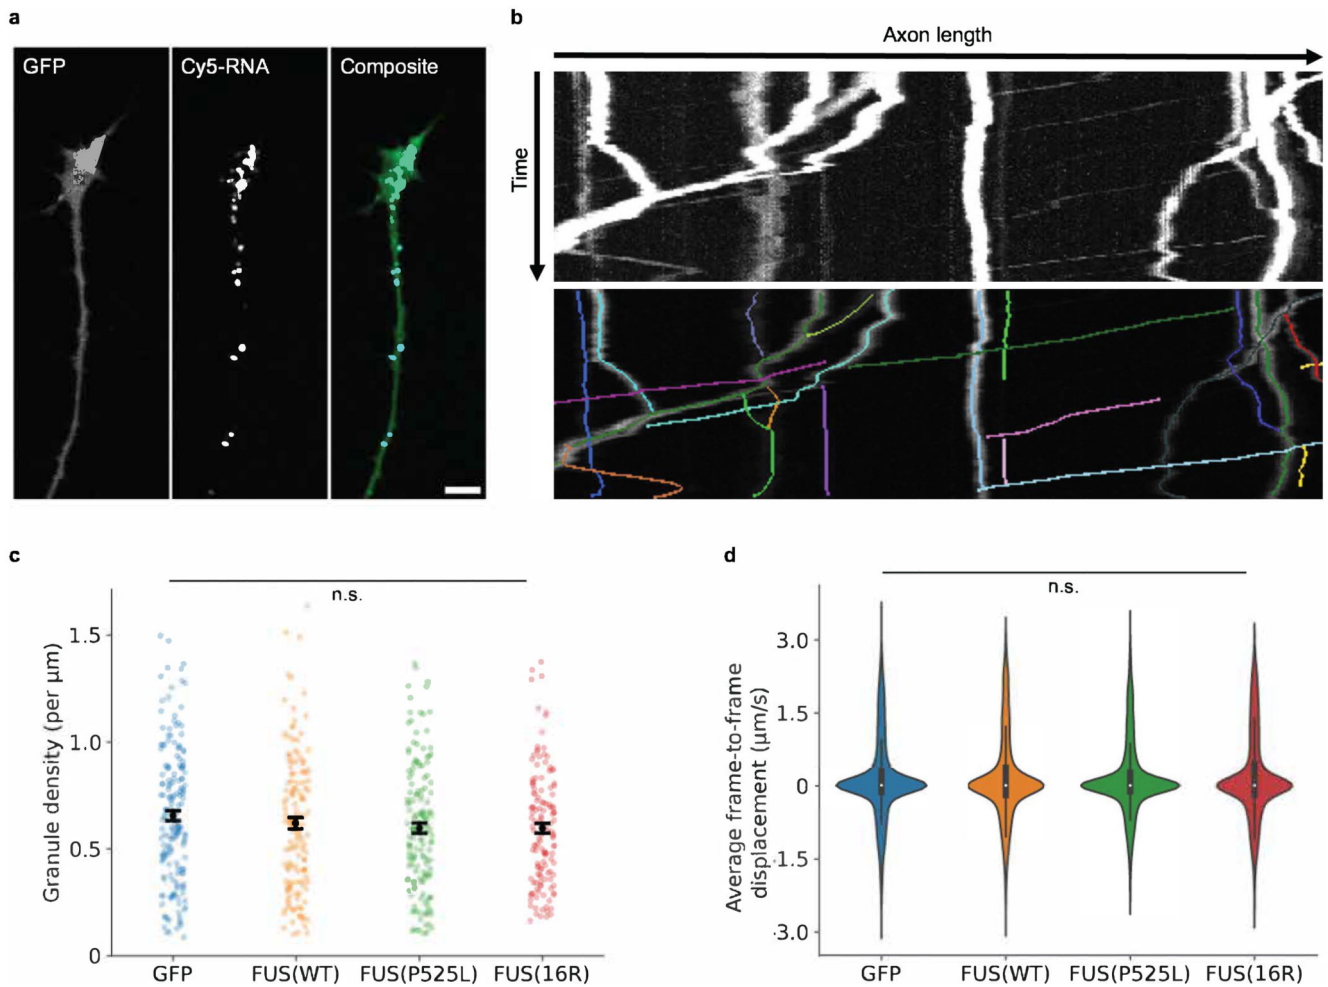 a
GFP
Cy5-RNA
Composite
b
Axon length
Time
c
n.s.
Granule density (per µm)
1.5
1.0
0.5
0
GFP
FUS(WT)
FUS(P525L)
FUS(16R)
d
n.s.
Average frame-to-frame
displacement (µm/s)
3.0
1.5
0
-1.5
-3.0
GFP
FUS(WT)
FUS(P525L)
FUS(16R)